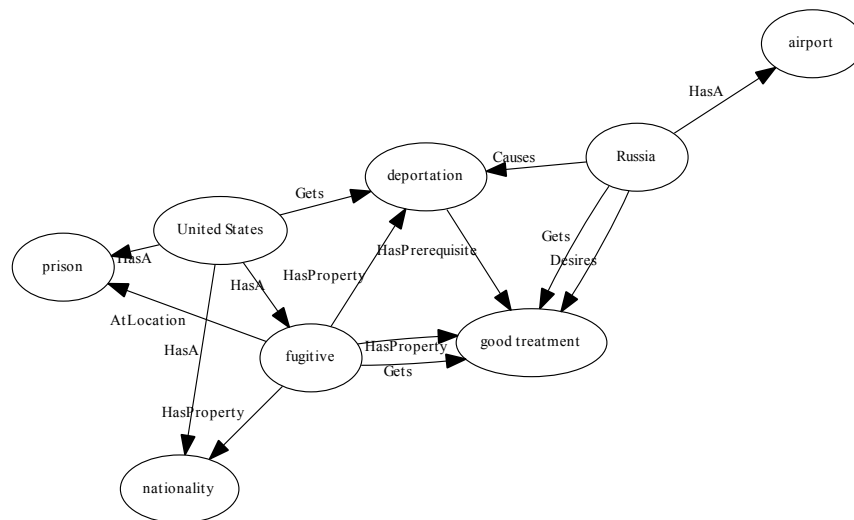 airport
HasA
Russia
Causes
deportation
Gets
United States
Gets
HasPrerequisite
Desires
HasA
prison
HasProperty
HasA
AtLocation
good treatment
HasProperty
HasA
fugitive
Gets
HasProperty
nationality